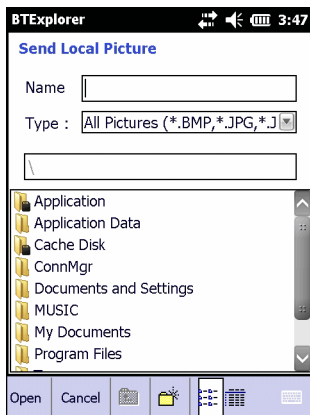 BTExplorer 3:47
Send Local Picture
Name
Type : All Pictures (*.BMP,*.JPG,*.J
\
Application
Application Data
Cache Disk
ConnMgr
Documents and Settings
MUSIC
My Documents
Program Files
Open Cancel